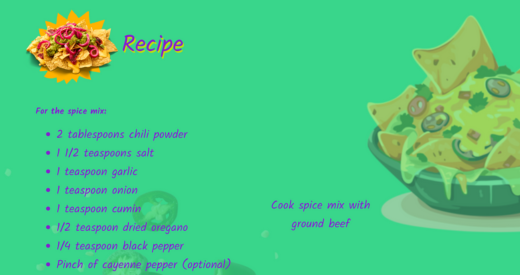 Recipe
For the spice mix:
• 2 tablespoons chili powder
• 1 1/2 teaspoons salt
• 1 teaspoon garlic
• 1 teaspoon onion
• 1 teaspoon cumin
• 1/2 teaspoon dried oregano
• 1/4 teaspoon black pepper
• Pinch of cayenne pepper (optional)
Cook spice mix with
ground beef